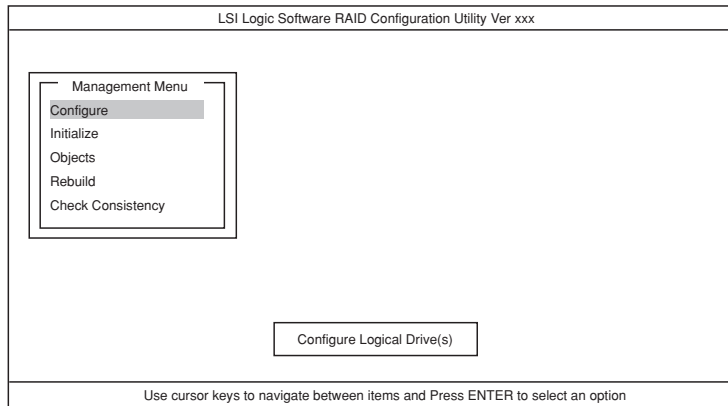 LSI Logic Software RAID Configuration Utility Ver xxx
Management Menu
Configure
Initialize
Objects
Rebuild
Check Consistency
Configure Logical Drive(s)
Use cursor keys to navigate between items and Press ENTER to select an option